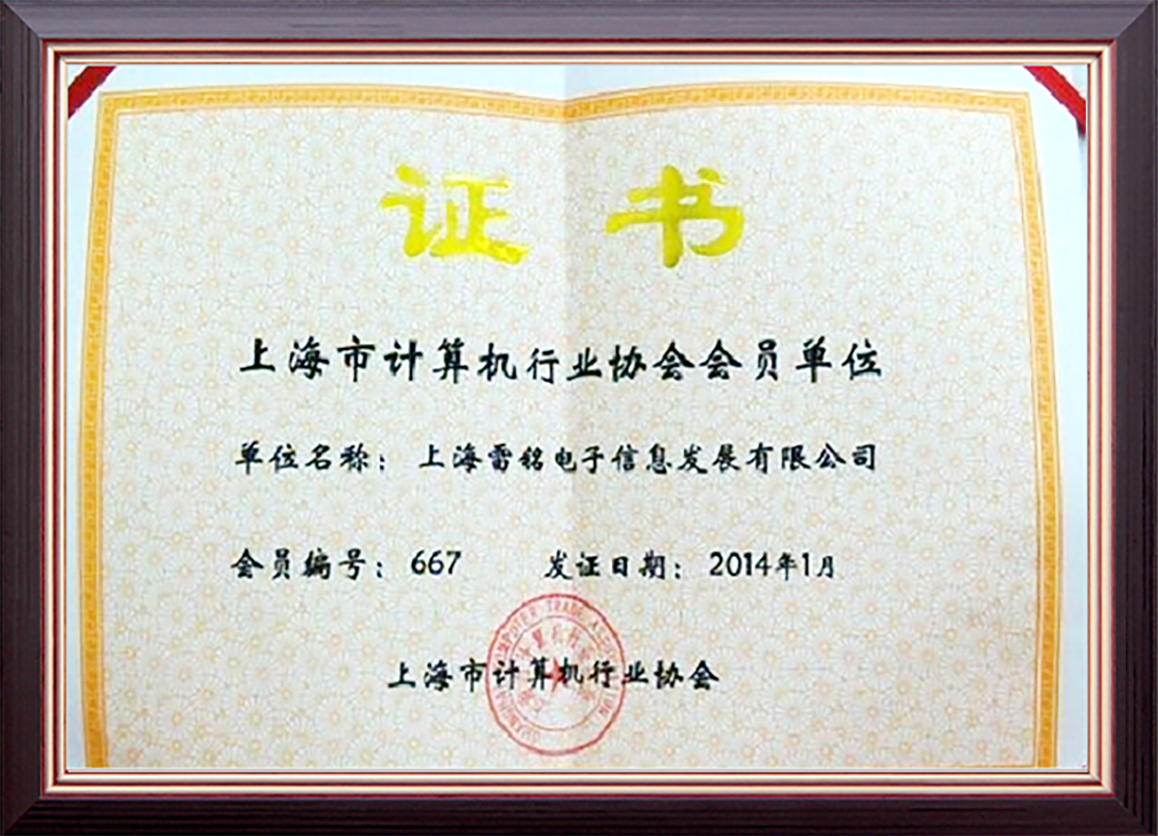 证书
上海市计算机行业协会会员单位
单位名称：上海雷铭电子信息发展有限公司
会员编号：667 发证日期：2014年1月
上海市计算机行业协会
COMPUTER TRADE